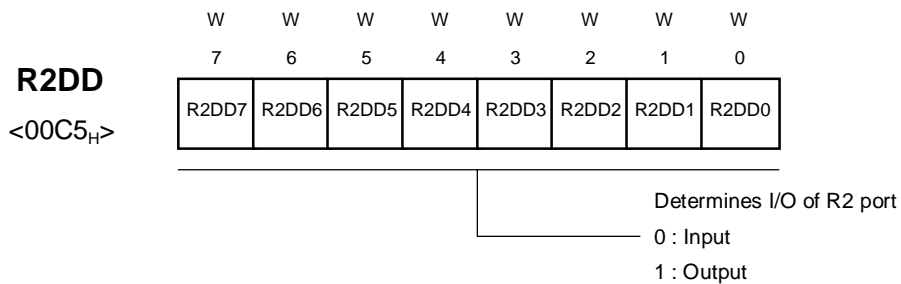 W W W W W W W W
7 6 5 4 3 2 1 0
R2DD
R2DD7 R2DD6 R2DD5 R2DD4 R2DD3 R2DD2 R2DD1 R2DD0
<00C5H>
Determines I/O of R2 port
0 : Input
1 : Output